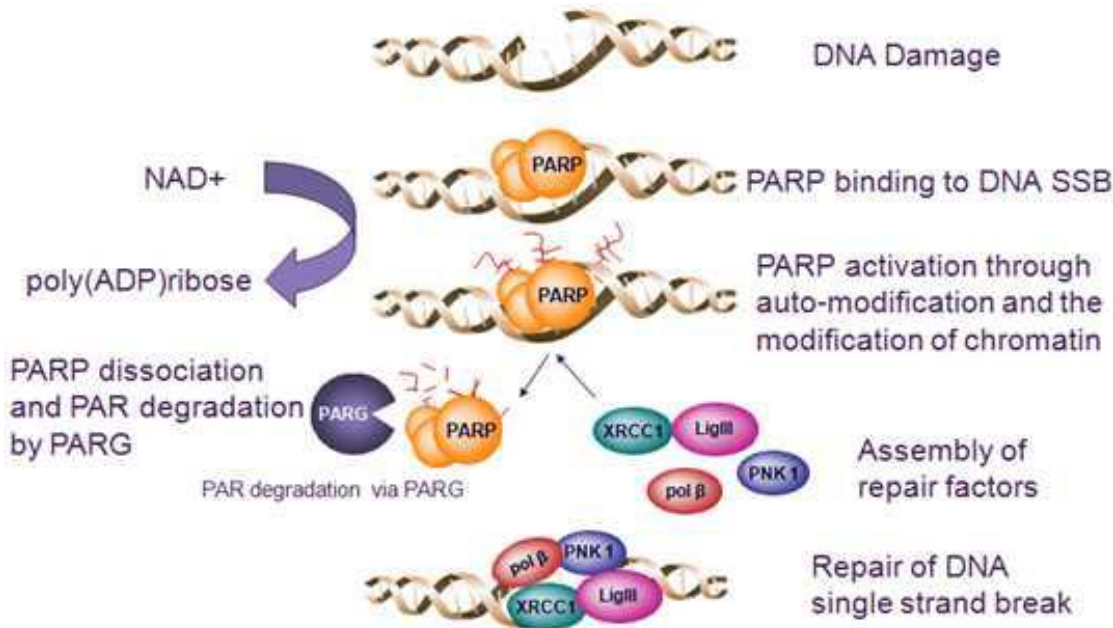 DNA Damage
PARP
NAD+
PARP binding to DNA SSB
poly(ADP)ribose
PARP
PARP activation through
auto-modification and the
modification of chromatin
PARP dissociation
and PAR degradation
by PARG
PARG
PARP
PAR degradation via PARG
XRCC1
LigIII
PNK 1
pol β
Assembly of
repair factors
pol β
PNK 1
XRCC1
LigIII
Repair of DNA
single strand break